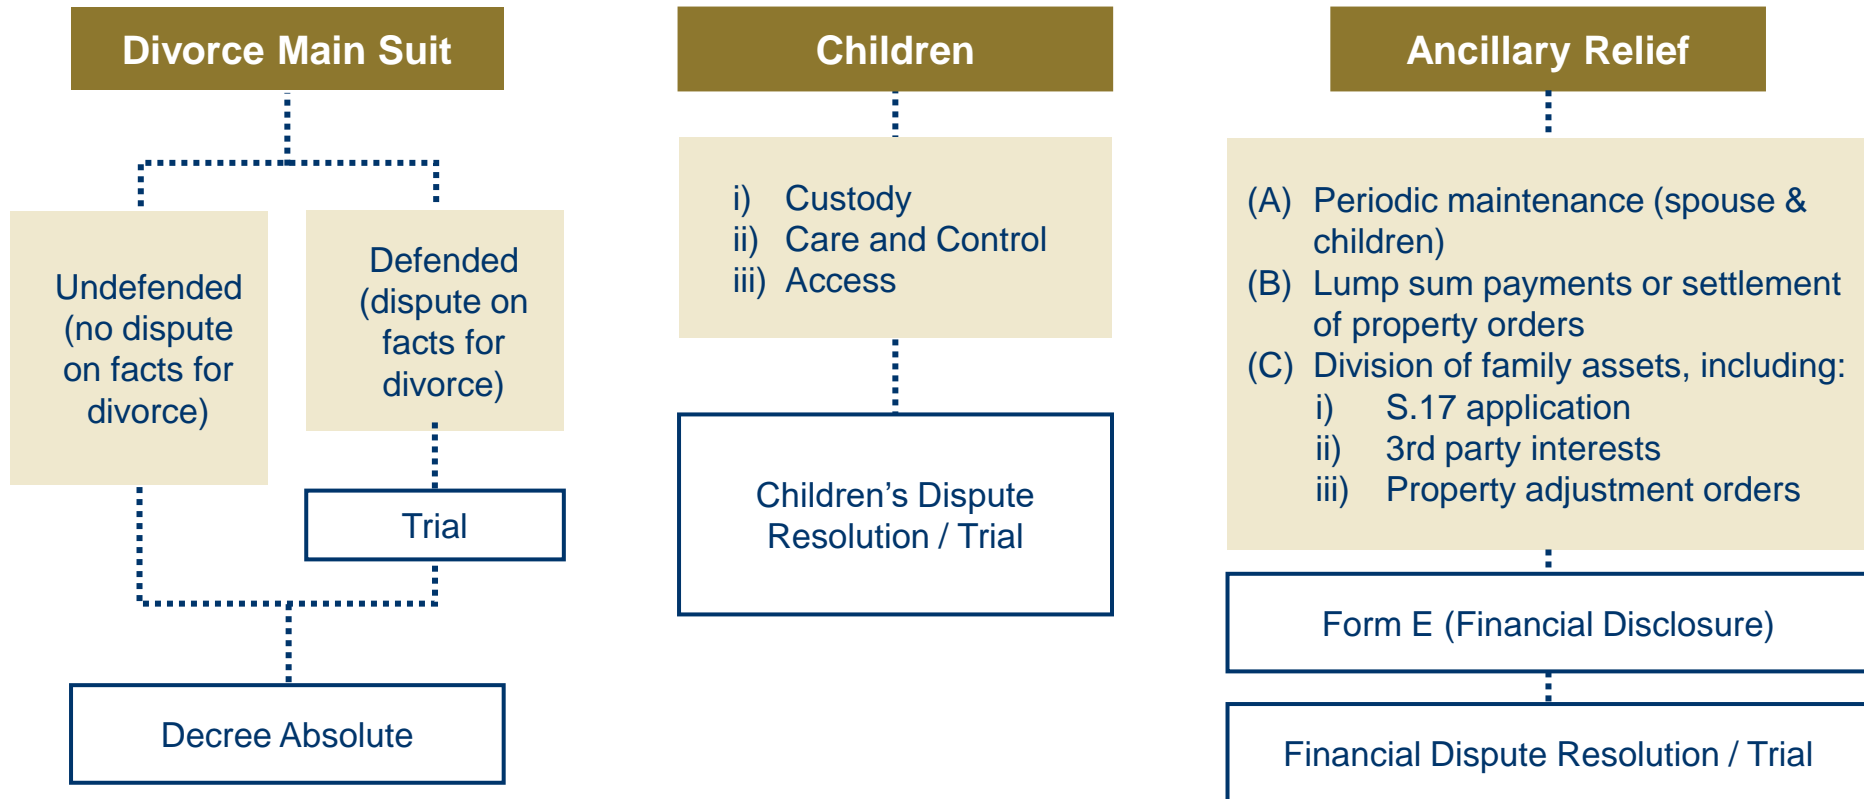 Divorce Main Suit
Undefended
(no dispute
on facts for
divorce)
Defended
(dispute on
facts for
divorce)
Trial
Decree Absolute
Children
i) Custody
ii) Care and Control
iii) Access
Children’s Dispute
Resolution / Trial
Ancillary Relief
(A) Periodic maintenance (spouse &
children)
(B) Lump sum payments or settlement
of property orders
(C) Division of family assets, including:
i) S.17 application
ii) 3rd party interests
iii) Property adjustment orders
Form E (Financial Disclosure)
Financial Dispute Resolution / Trial